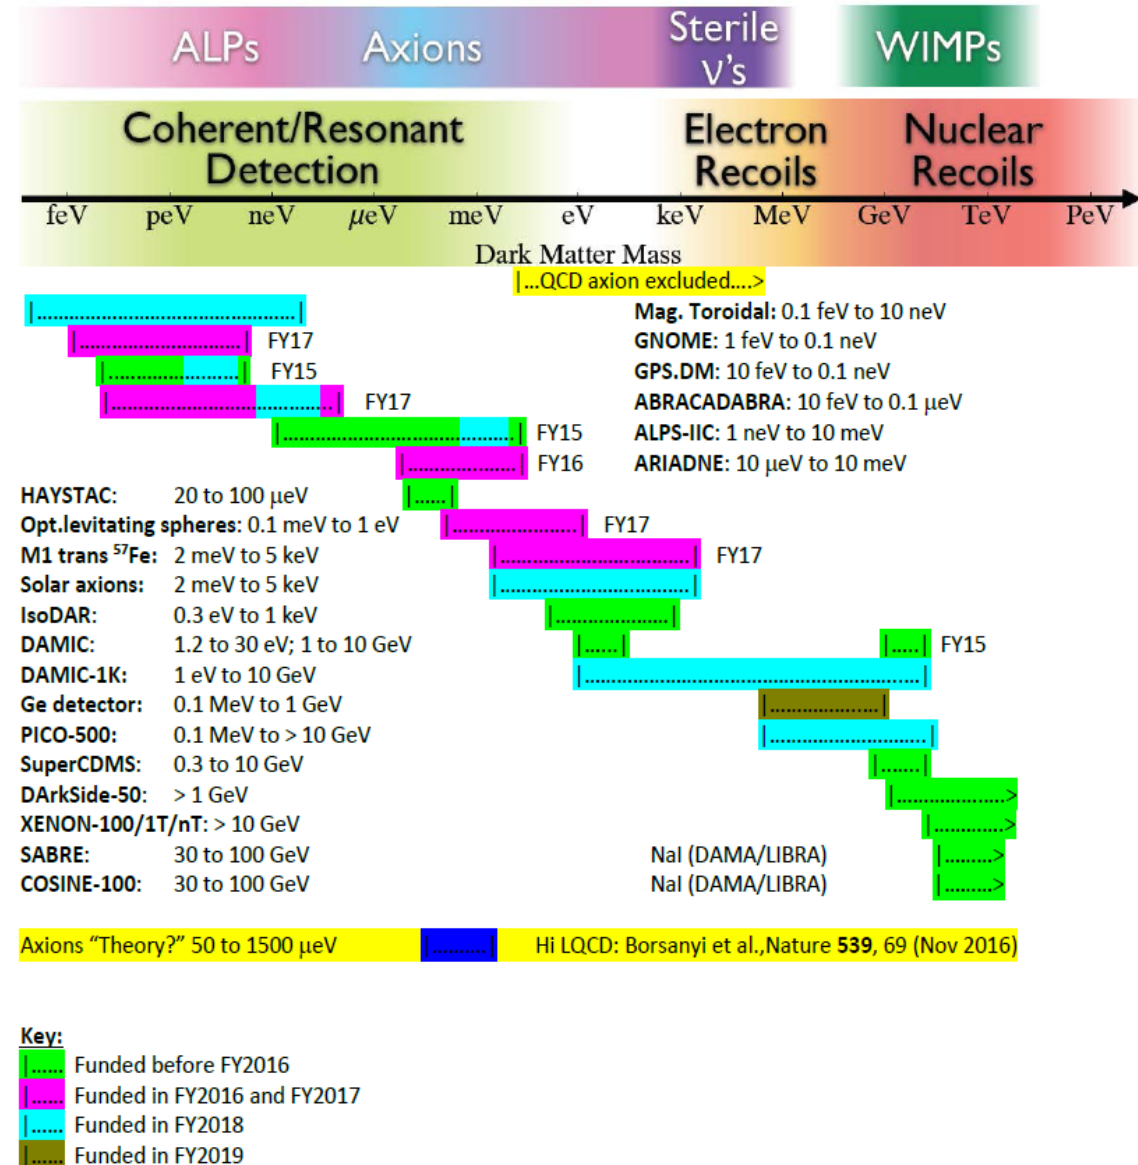 ALPs Axions Sterile ν's WIMPs
Coherent/Resonant Detection Electron Recoils Nuclear Recoils
feV peV neV μeV meV eV keV MeV GeV TeV PeV
Dark Matter Mass
|...QCD axion excluded....>
|.................................................| Mag. Toroidal: 0.1 feV to 10 neV
|..............................| FY17 GNOME: 1 feV to 0.1 neV
|.........................| FY15 GPS.DM: 10 feV to 0.1 neV
|..........................................| FY17 ABRACADABRA: 10 feV to 0.1 μeV
|...........................................| FY15 ALPS-IIC: 1 neV to 10 meV
|....................| FY16 ARIADNE: 10 μeV to 10 meV
HAYSTAC: 20 to 100 μeV |......|
Opt.levitating spheres: 0.1 meV to 1 eV |.......................| FY17
M1 trans ⁵⁷Fe: 2 meV to 5 keV |...................................| FY17
Solar axions: 2 meV to 5 keV |...................................|
IsoDAR: 0.3 eV to 1 keV |.....................|
DAMIC: 1.2 to 30 eV; 1 to 10 GeV |......| |.....| FY15
DAMIC-1K: 1 eV to 10 GeV |.............................................................|
Ge detector: 0.1 MeV to 1 GeV |....................|
PICO-500: 0.1 MeV to > 10 GeV |............................|
SuperCDMS: 0.3 to 10 GeV |.......|
DArkSide-50: > 1 GeV |....................>
XENON-100/1T/nT: > 10 GeV |.............>
SABRE: 30 to 100 GeV NaI (DAMA/LIBRA) |.........>
COSINE-100: 30 to 100 GeV NaI (DAMA/LIBRA) |.........>
Axions “Theory?” 50 to 1500 μeV |..........| Hi LQCD: Borsanyi et al.,Nature 539, 69 (Nov 2016)
Key:
|...... Funded before FY2016
|...... Funded in FY2016 and FY2017
|...... Funded in FY2018
|...... Funded in FY2019